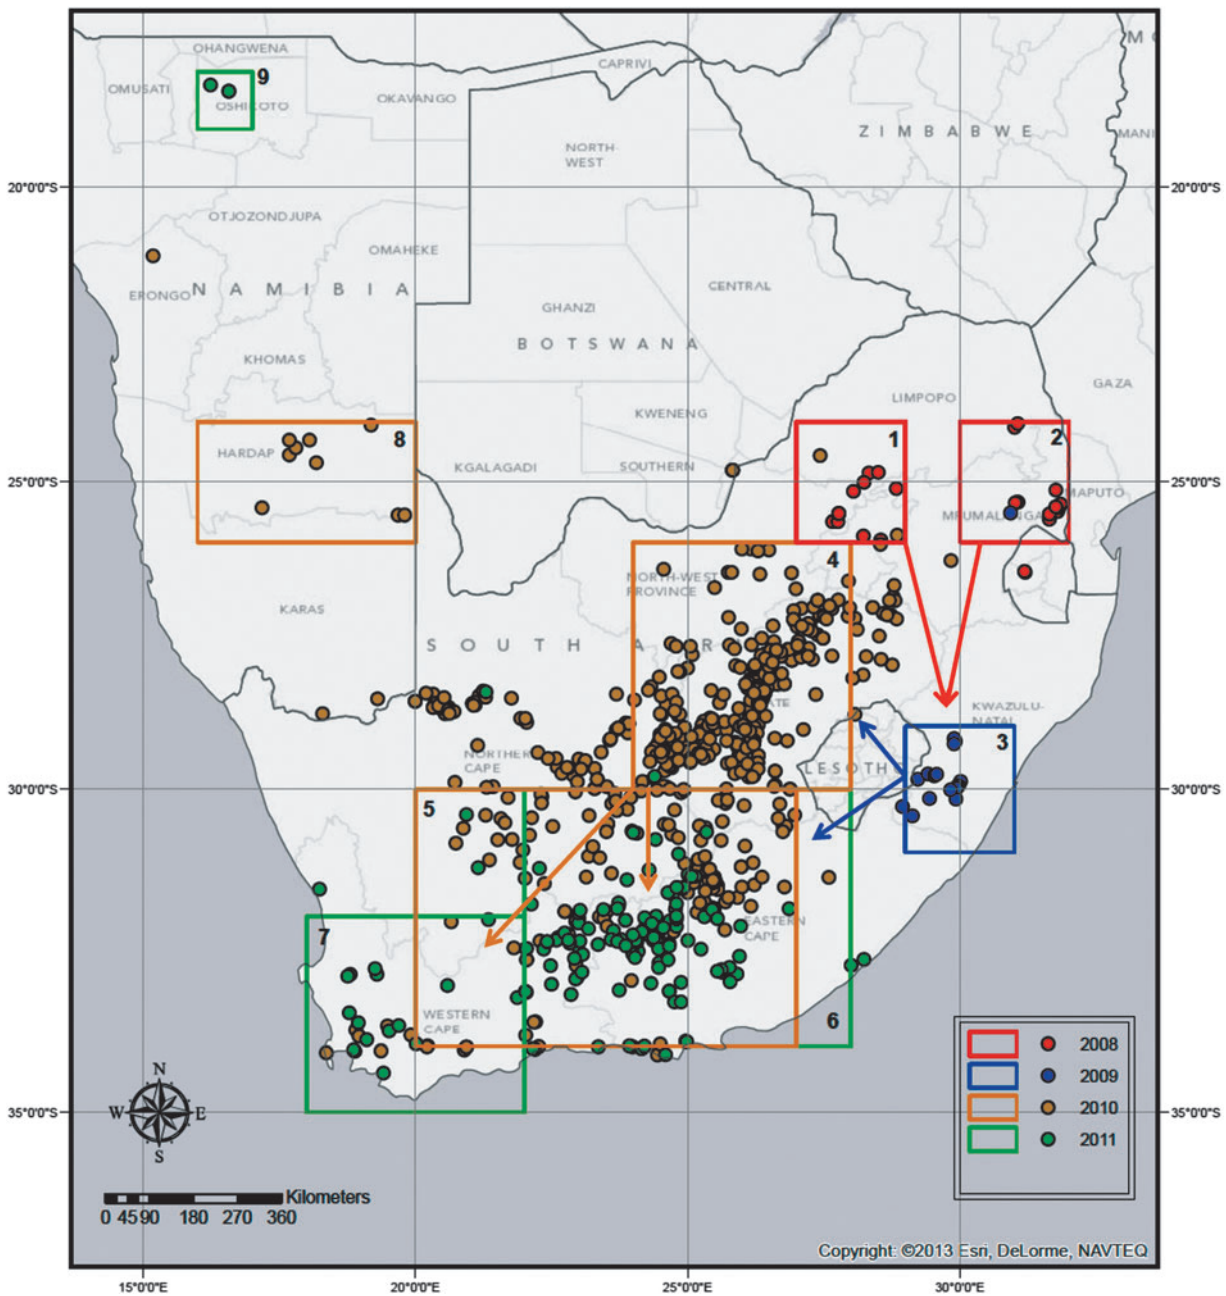 OHANGWENA
CAPRIVI
9
OMUSATI
OSHIKOTO
OKAVANGO
ZIMBABWE
MANI
NORTH-
WEST
20°0'0"S
20°0'0"S
OTJOZONDJUPA
OMAHEKE
ERONGO
NAMIBIA
CENTRAL
GHANZI
BOTSWANA
KHOMAS
GAZA
LIMPOPO
KWENENG
8
1
2
HARDAP
KGALAGADI
SOUTHERN
25°0'0"S
25°0'0"S
MAPUTO
MPUMALANGA
4
NORTH-WEST
PROVINCE
KARAS
SOUTH AFR
KWAZULU-
NATAL
3
NORTHERN
CAPE
LESOTHO
30°0'0"S
30°0'0"S
5
EASTERN
CAPE
7
WESTERN
CAPE
6
2008
2009
2010
2011
N
W
E
S
35°0'0"S
35°0'0"S
Kilometers
0 45 90 180 270 360
Copyright: ©2013 Esri, DeLorme, NAVTEQ
15°0'0"E
20°0'0"E
25°0'0"E
30°0'0"E